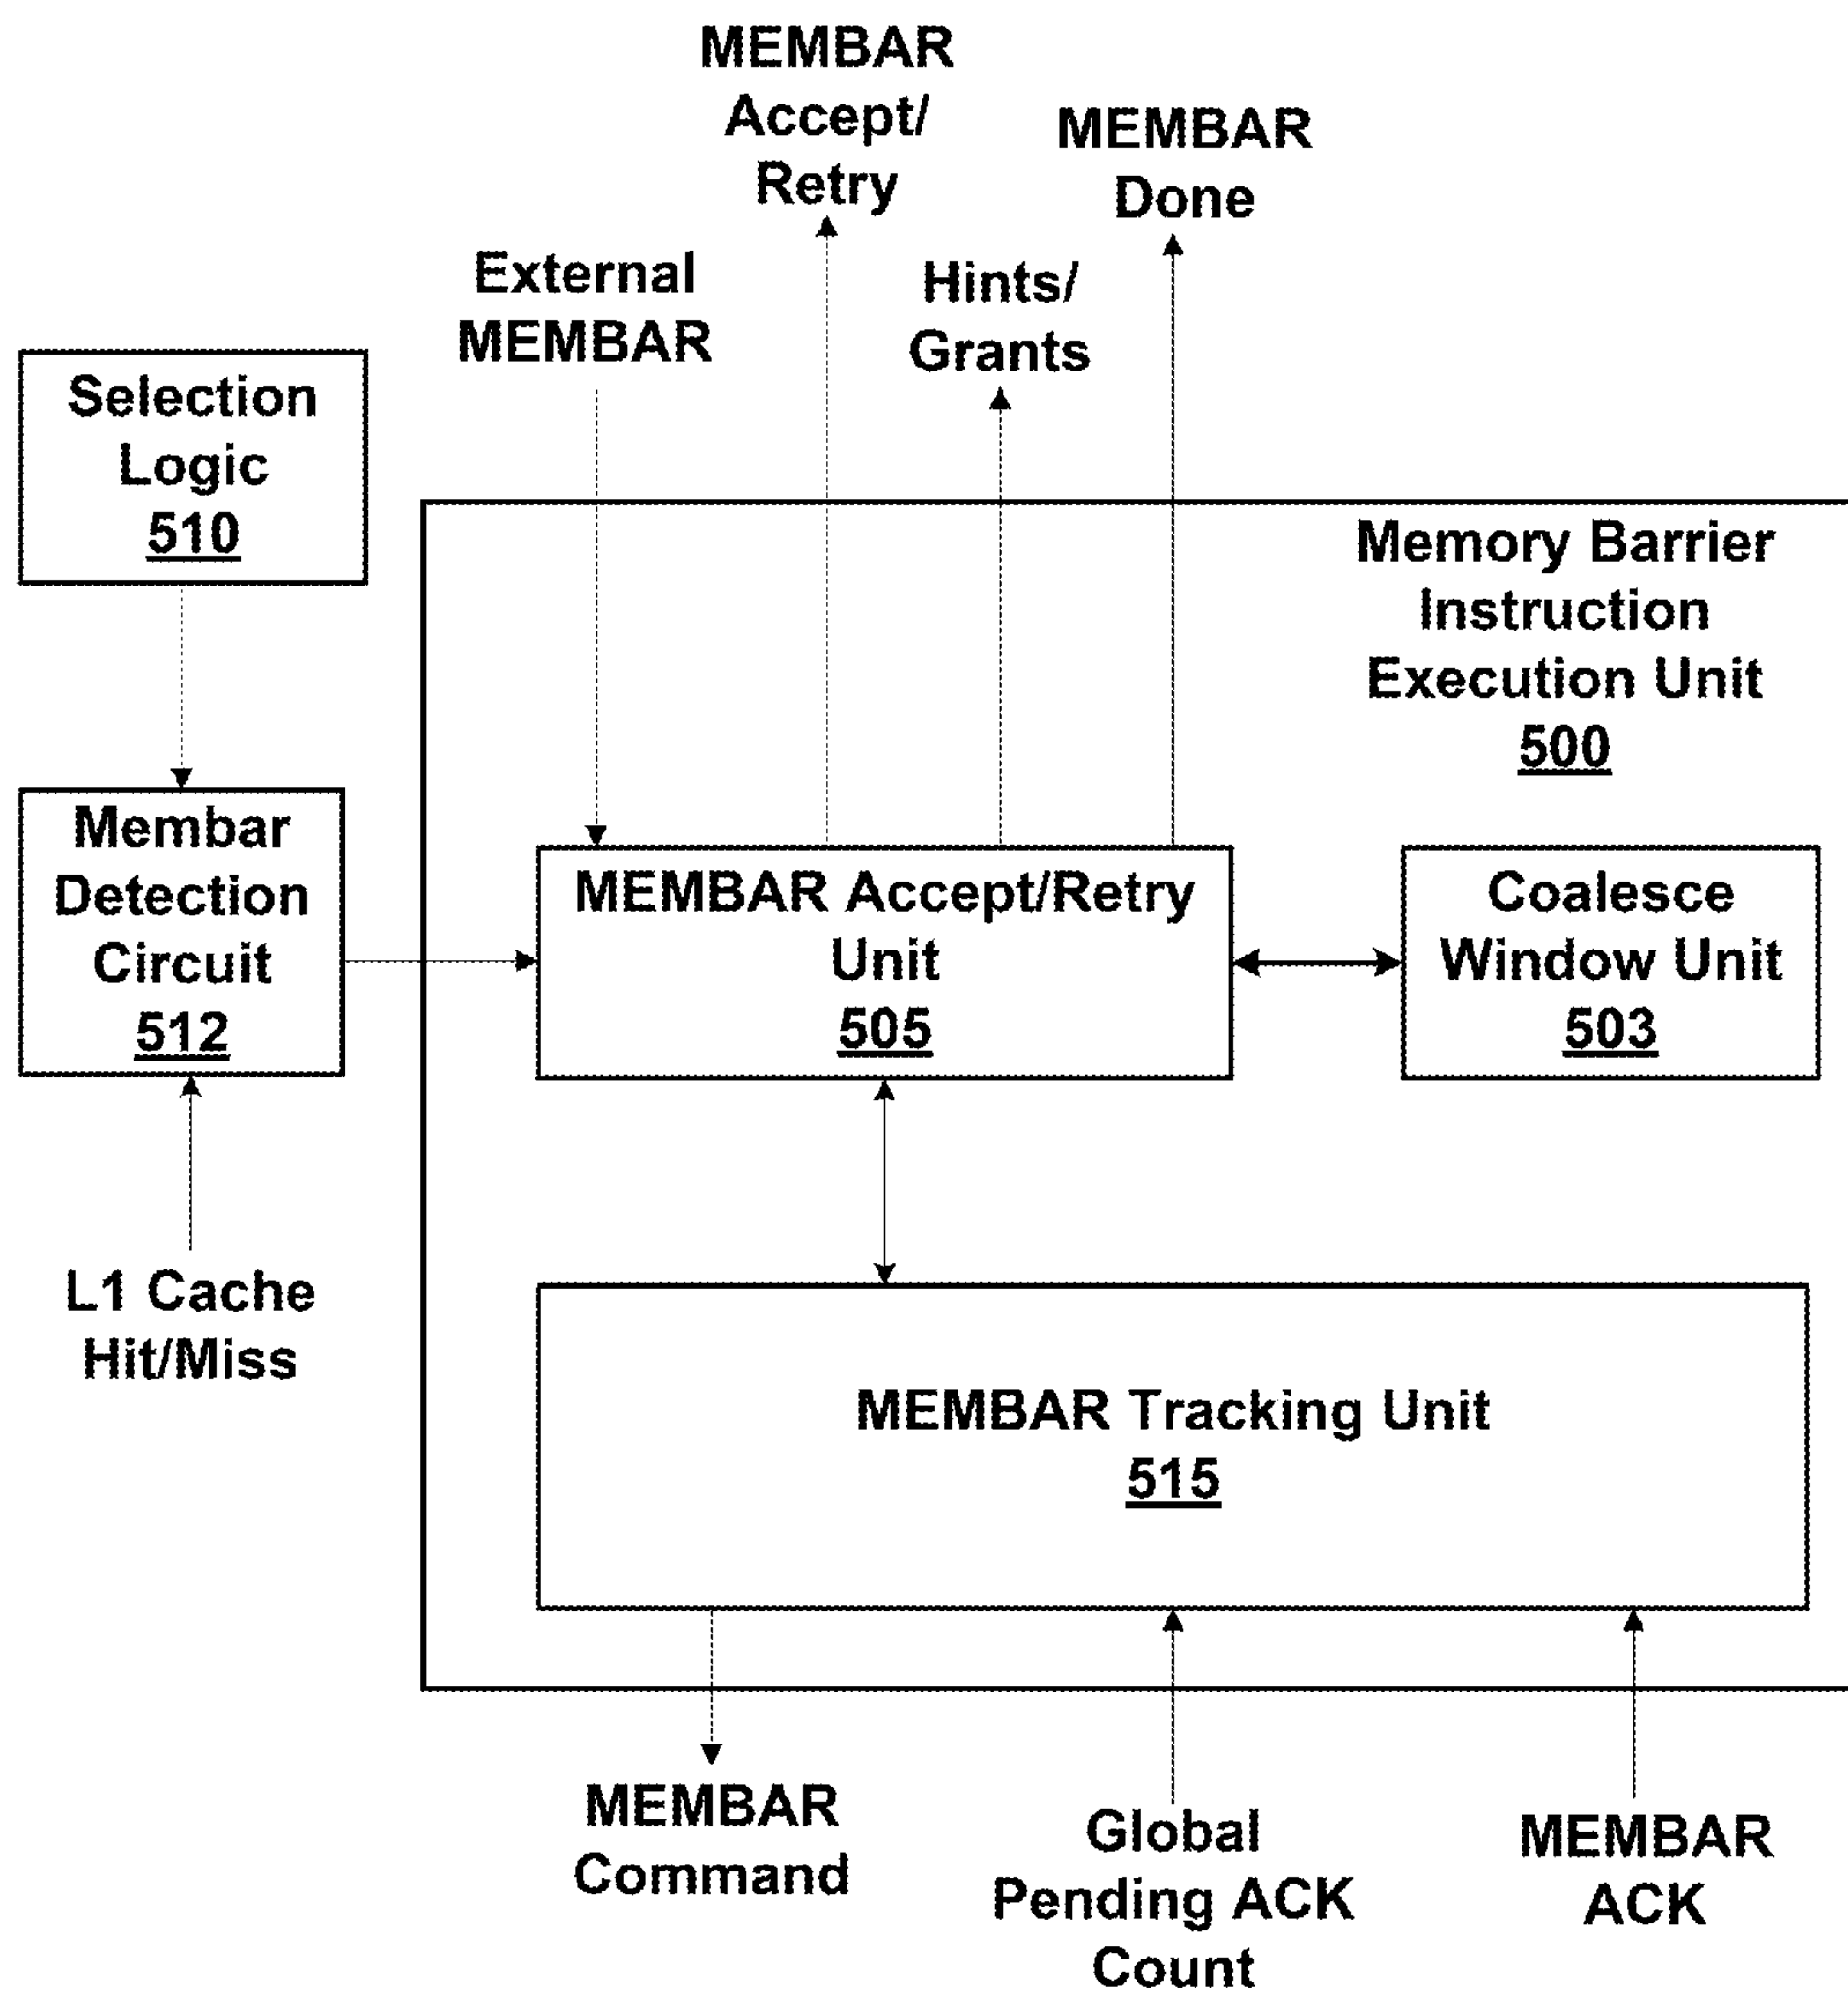 MEMBAR
Accept/
Retry
MEMBAR
Done
External
MEMBAR
Hints/
Grants
Selection
Logic
510
Memory Barrier
Instruction
Execution Unit
500
Membar
Detection
Circuit
512
MEMBAR Accept/Retry
Unit
505
Coalesce
Window Unit
503
L1 Cache
Hit/Miss
MEMBAR Tracking Unit
515
MEMBAR
Command
Global
Pending ACK
Count
MEMBAR
ACK